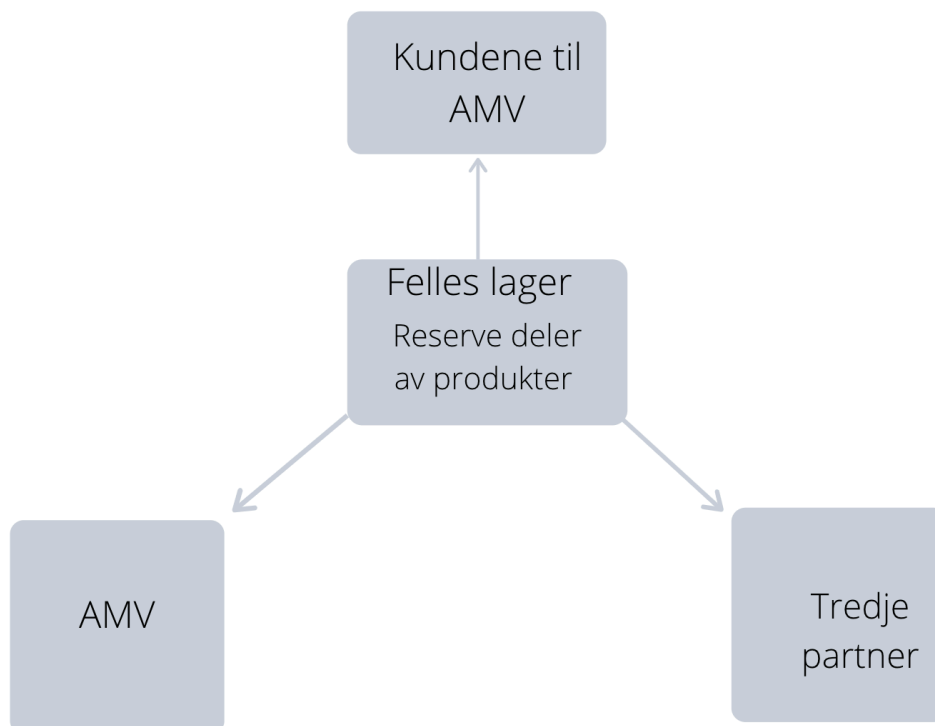 Kundene til
AMV
Felles lager
Reserve deler
av produkter
AMV
Tredje
partner